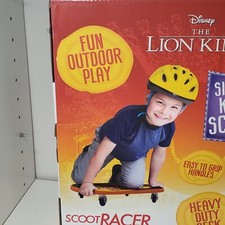 FUN
OUTDOOR
PLAY
Disney
THE
LION KI
EASY TO GRIP
HANDLES
SCOOTRACER
HEAVY
DUTY